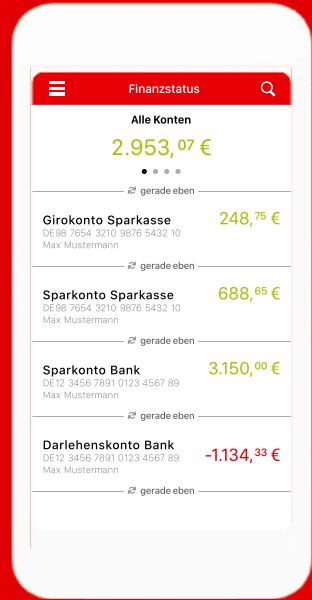 Finanzstatus
Alle Konten
2.953,07 €
gerade eben
Girokonto Sparkasse 248,75 €
DE98 7654 3210 9876 5432 10
Max Mustermann
gerade eben
Sparkonto Sparkasse 688,65 €
DE98 7654 3210 9876 5432 10
Max Mustermann
gerade eben
Sparkonto Bank 3.150,00 €
DE12 3456 7891 0123 4567 89
Max Mustermann
gerade eben
Darlehenskonto Bank -1.134,33 €
DE12 3456 7891 0123 4567 89
Max Mustermann
gerade eben